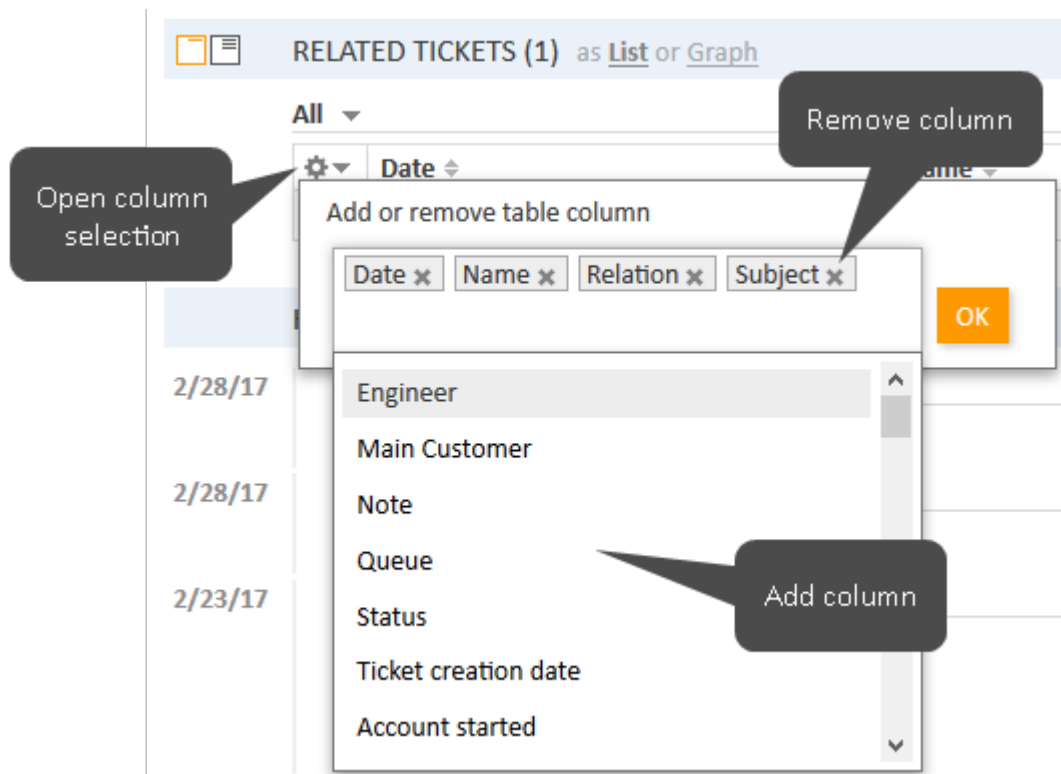 RELATED TICKETS (1) as List or Graph
All
Remove column
Open column
selection
Date
Add or remove table column
Date Name Relation Subject
OK
2/28/17
Engineer
Main Customer
2/28/17
Note
Queue
2/23/17
Status
Add column
Ticket creation date
Account started